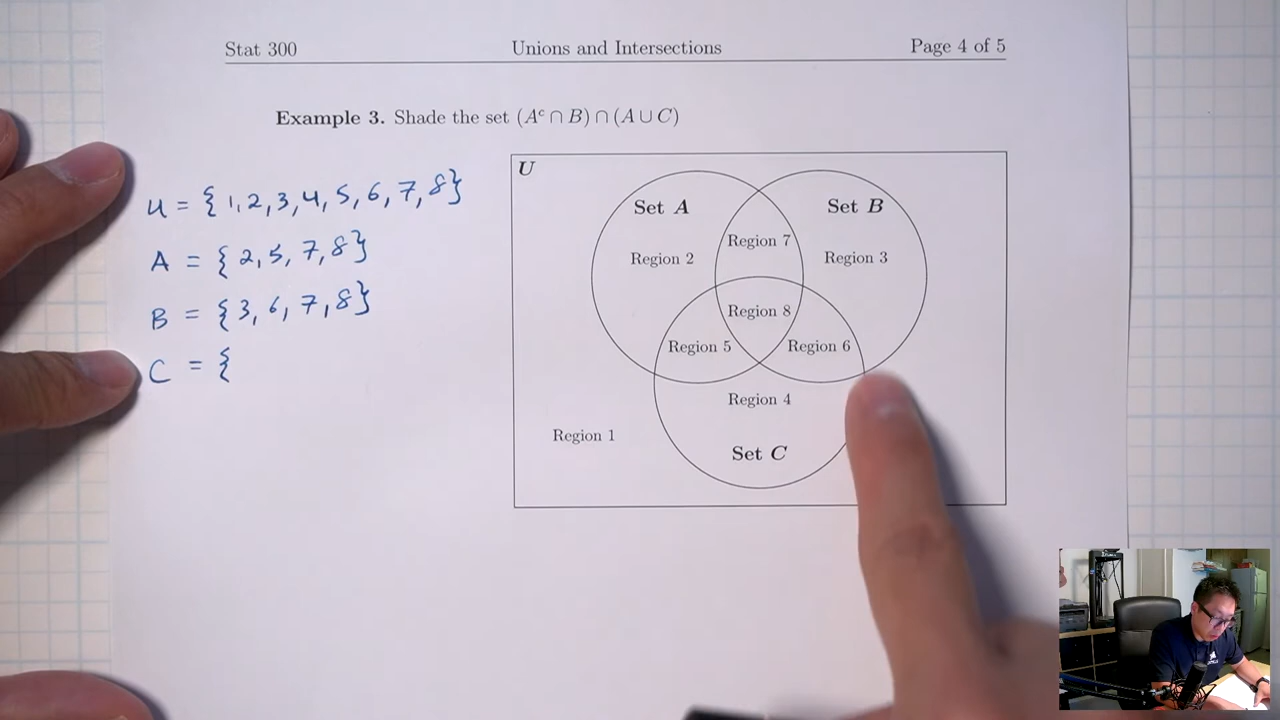 Stat 300 Unions and Intersections Page 4 of 5
Example 3. Shade the set (Aᶜ ∩ B) ∩ (A ∪ C)
U = {1, 2, 3, 4, 5, 6, 7, 8}
A = {2, 5, 7, 8}
B = {3, 6, 7, 8}
C = {
U
Set A Set B
Region 7
Region 2 Region 3
Region 8
Region 5 Region 6
Region 4
Region 1
Set C